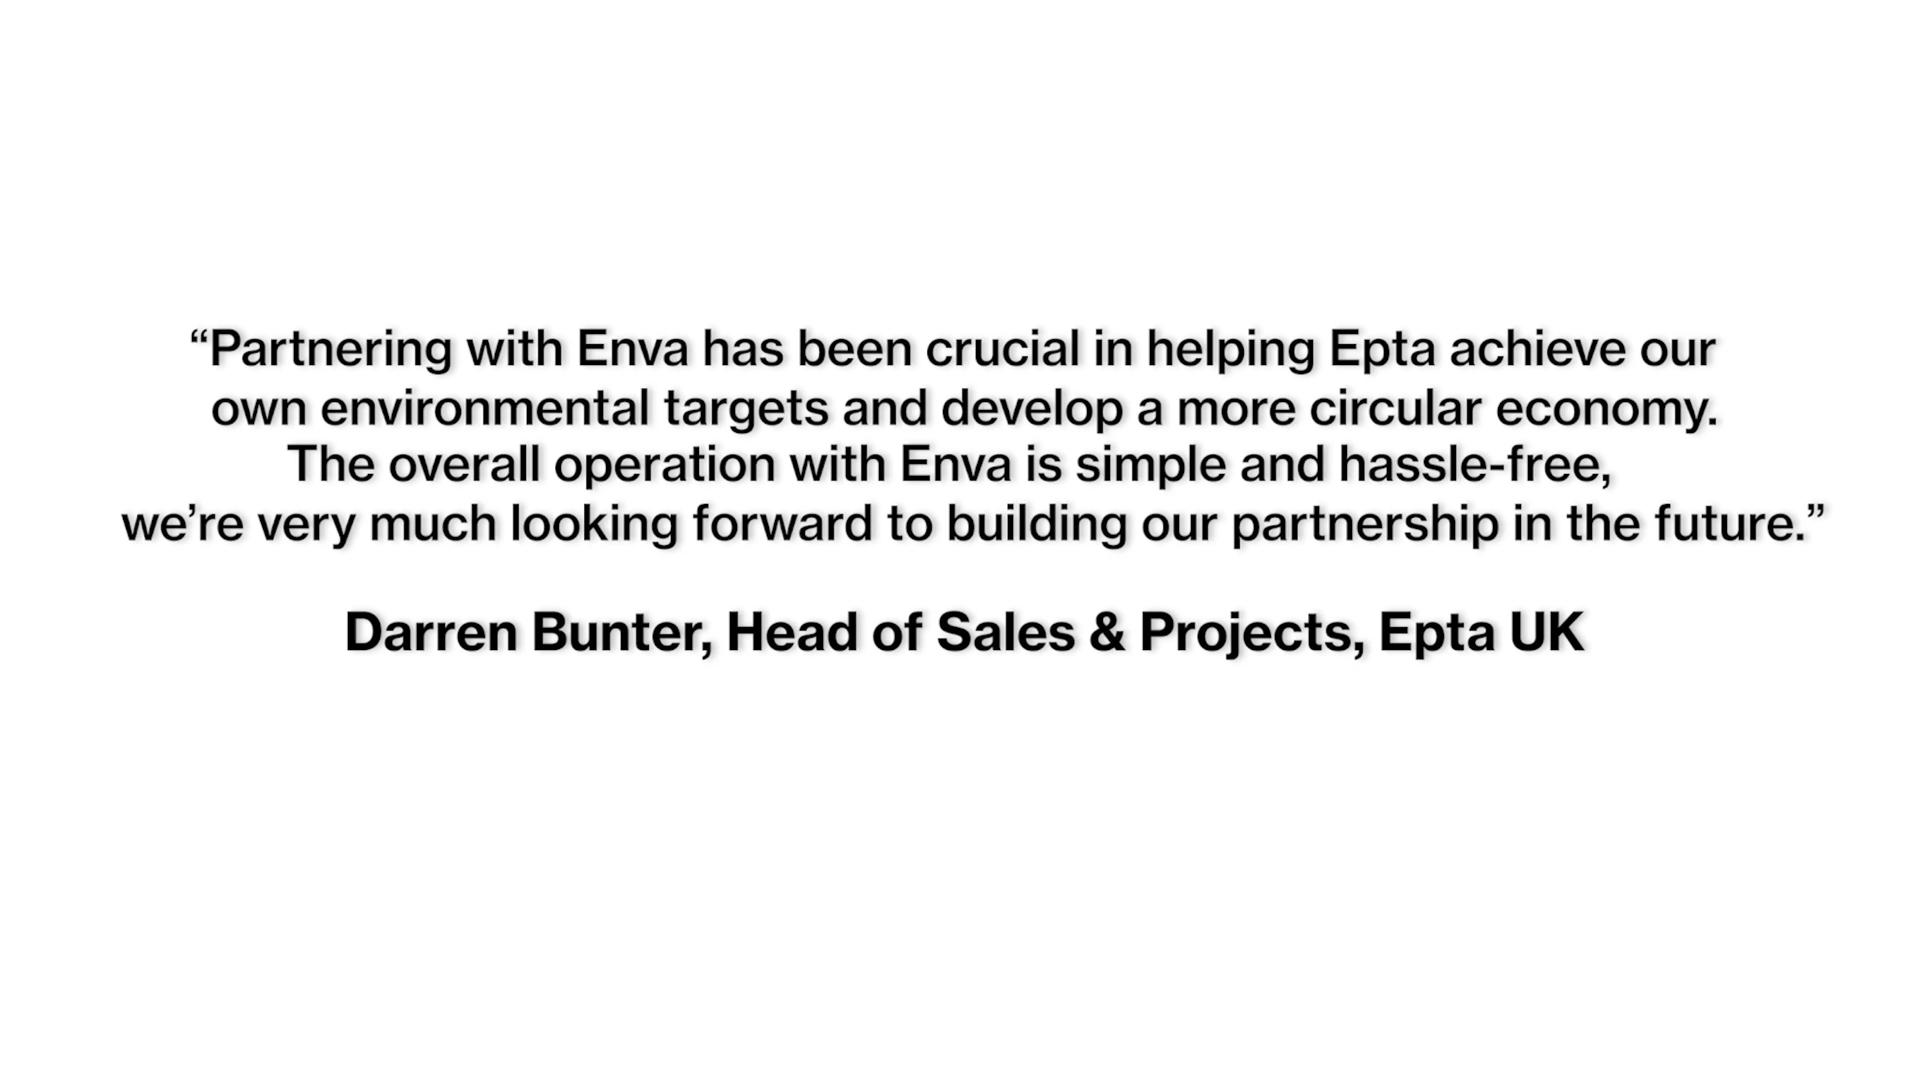 “Partnering with Enva has been crucial in helping Epta achieve our
own environmental targets and develop a more circular economy.
The overall operation with Enva is simple and hassle-free,
we’re very much looking forward to building our partnership in the future.”
Darren Bunter, Head of Sales & Projects, Epta UK